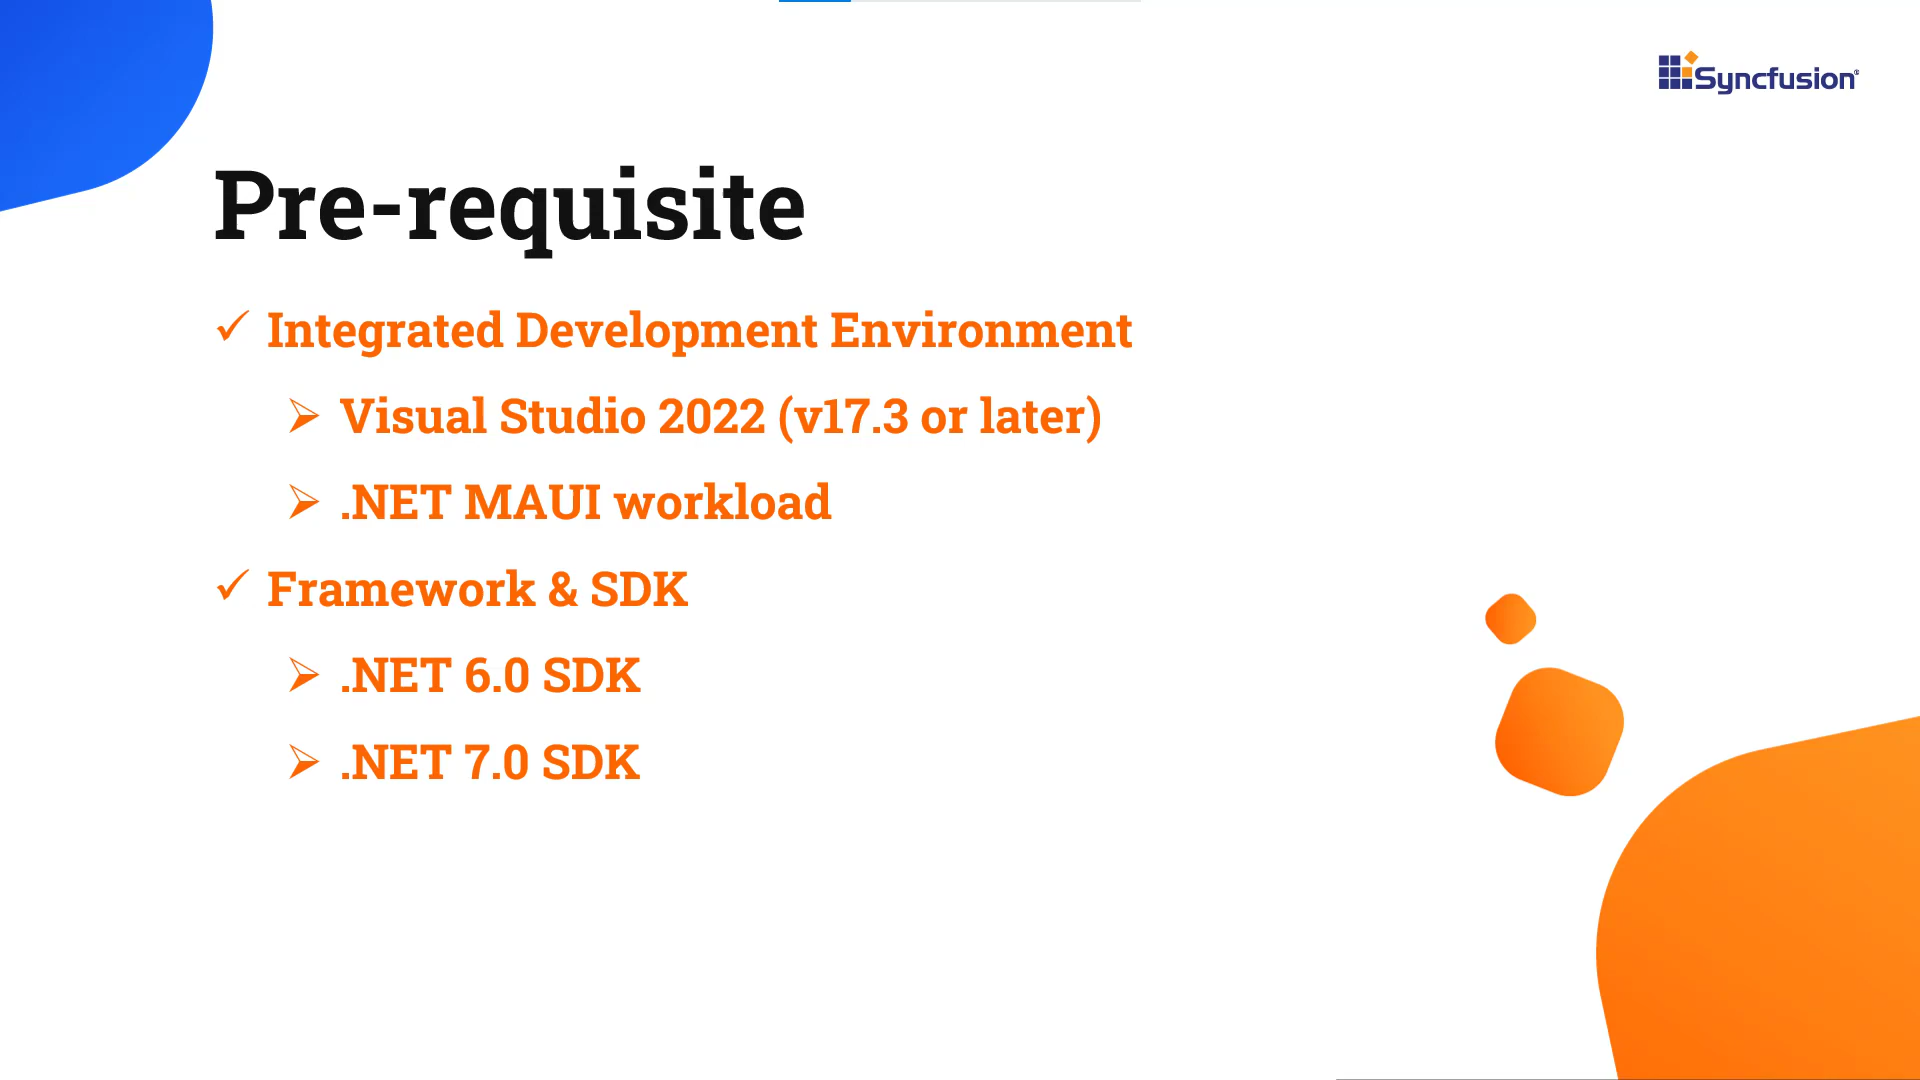 Syncfusion®
Pre-requisite
✓ Integrated Development Environment
➢ Visual Studio 2022 (v17.3 or later)
➢ .NET MAUI workload
✓ Framework & SDK
➢ .NET 6.0 SDK
➢ .NET 7.0 SDK